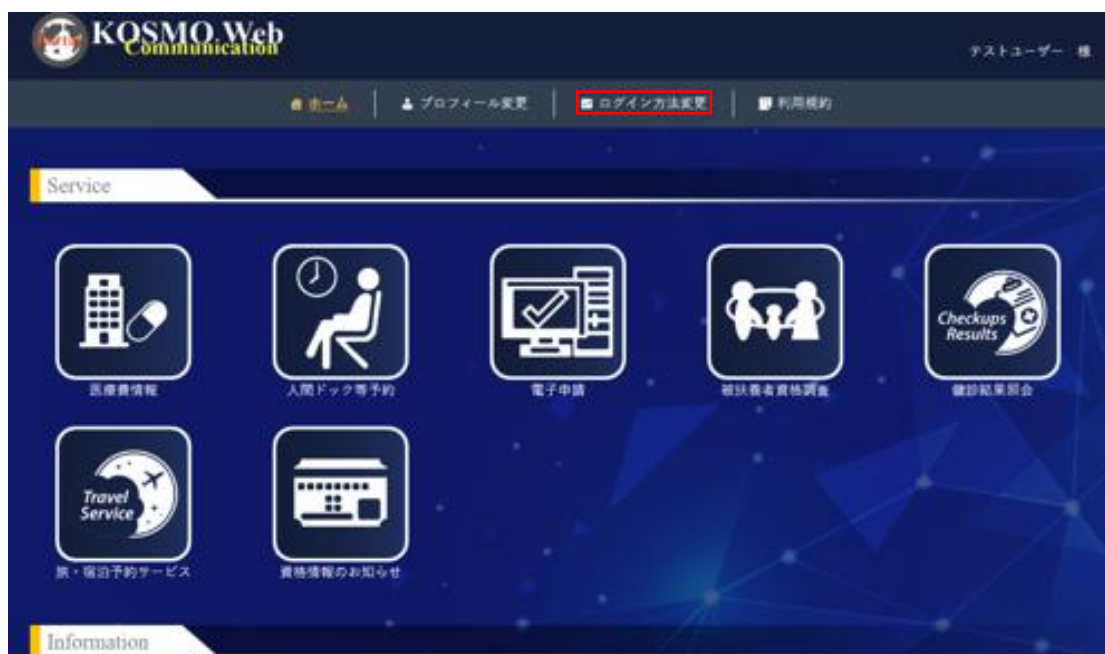 Portal
KOSMO Web
Communication
テストユーザー 様
ホーム
プロフィール変更
ログイン方法変更
利用規約
Service
Checkups
Results
医療費情報
人間ドック等予約
電子申請
被扶養者資格調査
健診結果照会
Travel
Service
旅・宿泊予約サービス
資格情報のお知らせ
Information